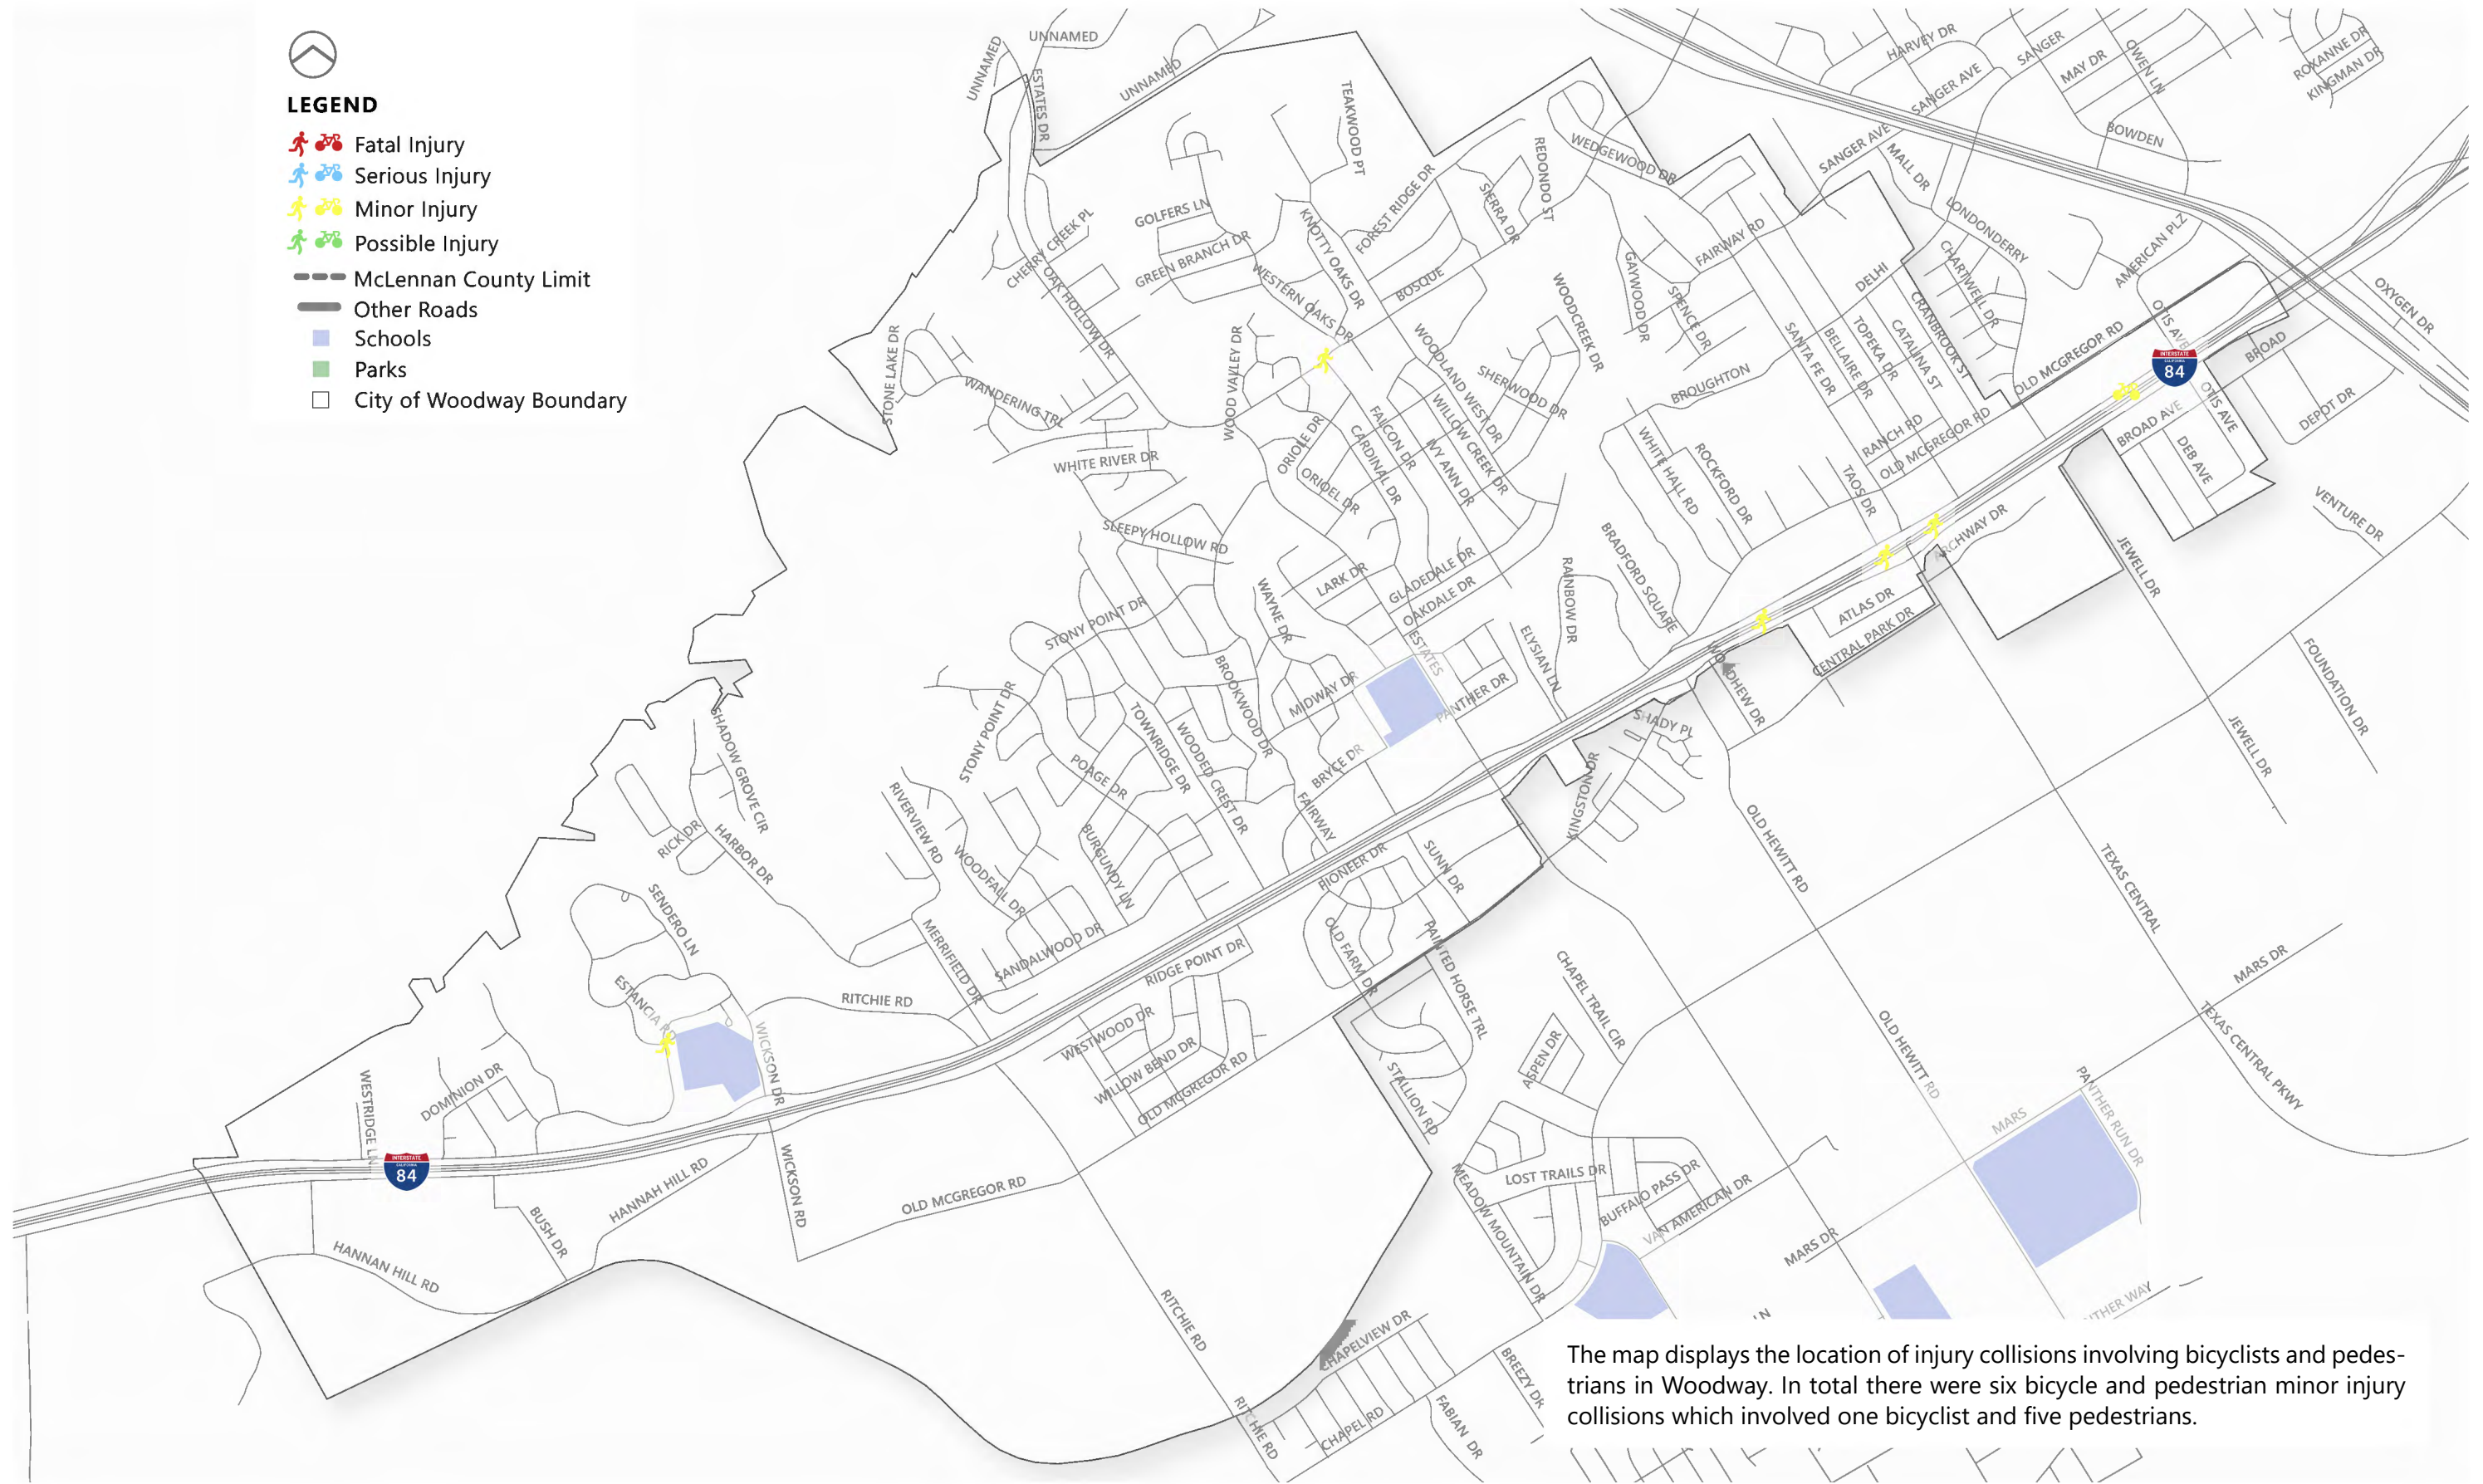 LEGEND
Fatal Injury
Serious Injury
Minor Injury
Possible Injury
McLennan County Limit
Other Roads
Schools
Parks
City of Woodway Boundary
UNNAMED
UNNAMED
ESTATES DR
UNNAMED
TEAKWOOD PT
HARVEY DR
SANGER
SANGER AVE
MAY DR
OWEN LN
ROXANNE DR
KINGMAN DR
BOWDEN
SANGER AVE
MALL DR
WEDGEWOOD DR
REDONDO ST
SIERRA DR
FOREST RIDGE DR
KNOTTY OAKS DR
GOLFERS LN
GREEN BRANCH DR
WESTERN OAKS DR
CHERRY CREEK PL
OAK HOLLOW DR
BOSQUE
FAIRWAY RD
GAYWOOD DR
SPENCE DR
WOODCREEK DR
LONDONDERRY
CHARTWELL DR
AMERICAN PLZ
OXYGEN DR
DELHI
CRANBROOK ST
CATALINA ST
TOPEKA DR
BELLAIRE DR
SANTA FE DR
OLD MCGREGOR RD
OTIS AVE
INTERSTATE
CALIFORNIA
84
BROAD
OTIS AVE
BROAD AVE
DEPOT DR
DEB AVE
STONE LAKE DR
WANDERING TRL
WOOD VALLEY DR
WOODLAND WEST DR
SHERWOOD DR
WILLOW CREEK DR
BROUGHTON
RANCH RD
OLD MCGREGOR RD
TAOS DR
WHITE HALL RD
ROCKFORD DR
WHITE RIVER DR
ORIOLE DR
ORIOEL DR
CARDINAL DR
FALCON DR
IVY ANN DR
SLEEPY HOLLOW RD
VENTURE DR
ARCHWAY DR
JEWELL DR
BRADFORD SQUARE
RAINBOW DR
LARK DR
GLADEDALE DR
OAKDALE DR
WAYNE DR
STONY POINT DR
ATLAS DR
CENTRAL PARK DR
ESTATES
ELYSIAN LN
PANTHER DR
MIDWAY DR
BROOKWOOD DR
FOUNDATION DR
SHADY PL
JEWELL DR
STONY POINT DR
TOWNRIDGE DR
WOODED CREST DR
POAGE DR
BRYCE DR
FAIRWAY
SHADOW GROVE CIR
RICK DR
HARBOR DR
RIVERVIEW RD
WOODFALL DR
BURGUNDY LN
KINGSTON DR
OLD HEWITT RD
TEXAS CENTRAL
PIONEER DR
SUNN DR
SENDERO LN
MERRIFIELD DR
SANDALWOOD DR
RIDGE POINT DR
OLD FARM DR
PAINTED HORSE TRL
CHAPEL TRAIL CIR
MARS DR
ESTANCIA RD
RITCHIE RD
WICKSON DR
WESTWOOD DR
WILLOW BEND DR
OLD MCGREGOR RD
STALLION RD
ASPEN DR
OLD HEWITT RD
TEXAS CENTRAL PKWY
WESTRIDGE LN
DOMINION DR
INTERSTATE
CALIFORNIA
84
MARS
PANTHER RUN DR
WICKSON RD
HANNAH HILL RD
BUSH DR
HANNAN HILL RD
OLD MCGREGOR RD
MEADOW MOUNTAIN DR
LOST TRAILS DR
BUFFALO PASS DR
VAN AMERICAN DR
MARS DR
RITCHIE RD
CHAPELVIEW DR
BREEZY DR
RITCHIE RD
CHAPEL RD
FABIAN DR
LN
THER WAY
The map displays the location of injury collisions involving bicyclists and pedes-
trians in Woodway. In total there were six bicycle and pedestrian minor injury
collisions which involved one bicyclist and five pedestrians.